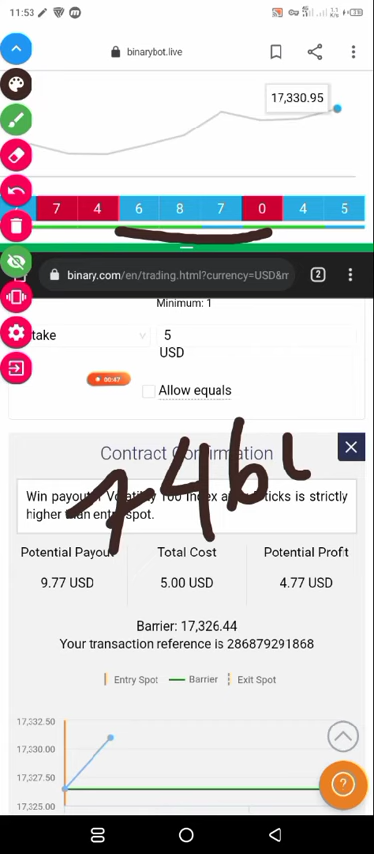 11:53
binarybot.live
17,330.95
7 4 6 8 7 0 4 5
binary.com/en/trading.html?currency=USD&
2
Minimum: 1
take
5
USD
00:47
Allow equals
Contract Confirmation
Win payout if Volatility 100 Index after 5 ticks is strictly
higher than entry spot.
Potential Payout Total Cost Potential Profit
9.77 USD 5.00 USD 4.77 USD
Barrier: 17,326.44
Your transaction reference is 286879291868
Entry Spot Barrier Exit Spot
17,332.50
17,330.00
17,327.50
17,325.00